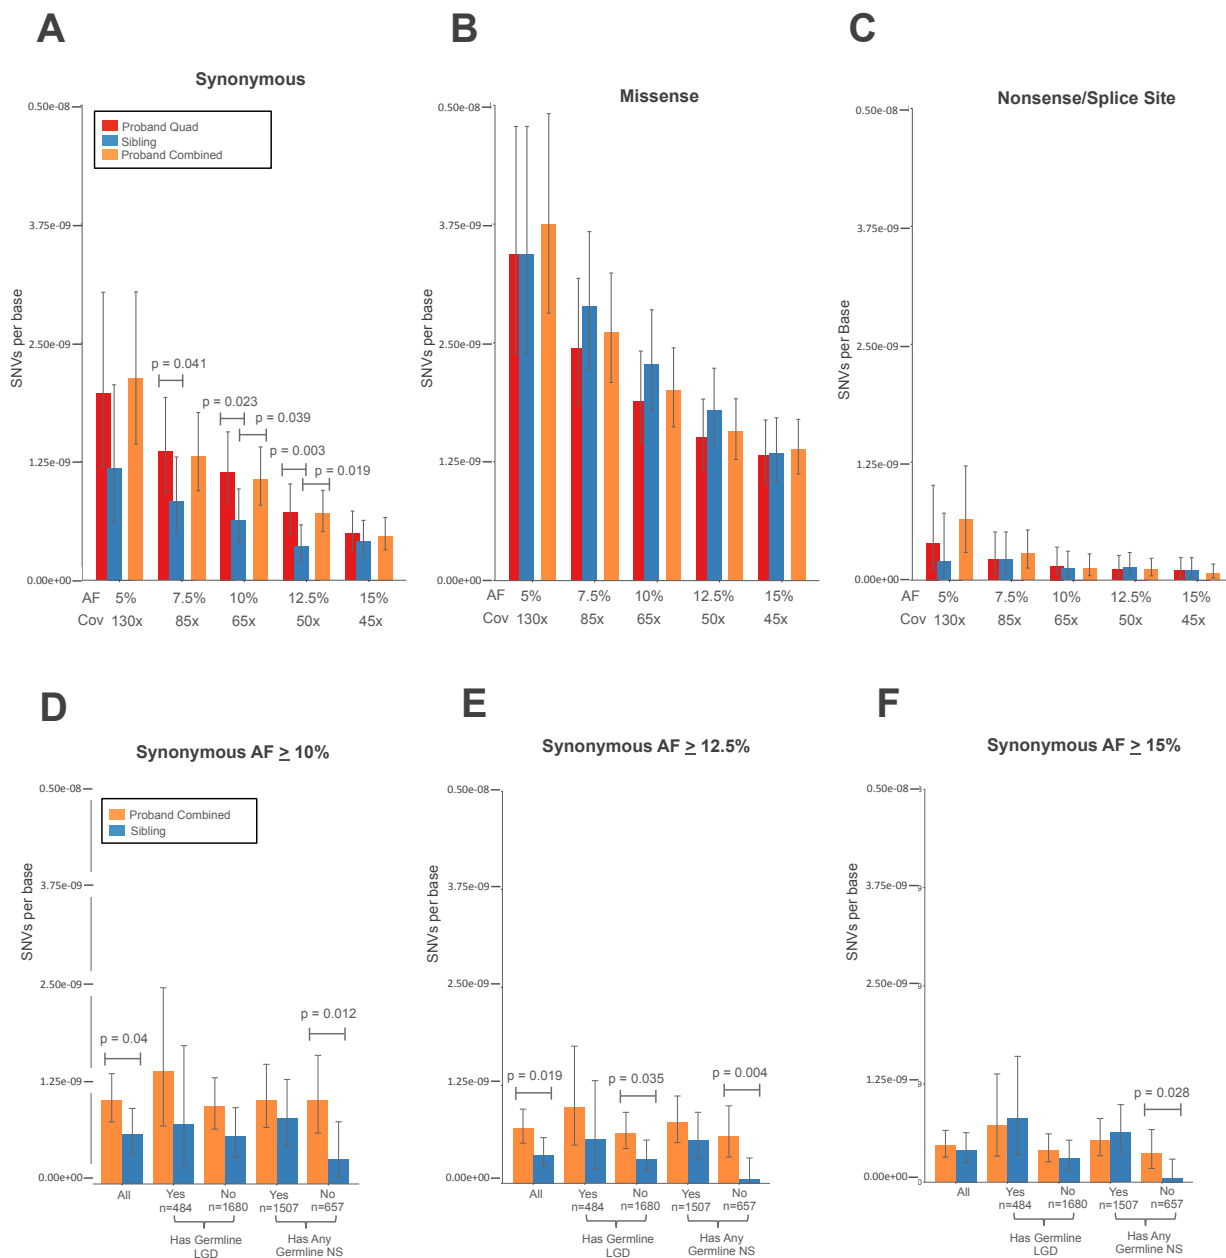 A
B
C
Synonymous
Missense
Nonsense/Splice Site
0.50e-08
3.75e-09
2.50e-09
1.25e-09
0.00e+00
SNVs per base
Proband Quad
Sibling
Proband Combined
p = 0.041
p = 0.023
p = 0.039
p = 0.003
p = 0.019
AF 5% 7.5% 10% 12.5% 15%
Cov 130x 85x 65x 50x 45x
0.50e-08
3.75e-09
2.50e-09
1.25e-09
0.00e+00
SNVs per base
AF 5% 7.5% 10% 12.5% 15%
Cov 130x 85x 65x 50x 45x
0.50e-08
3.75e-09
2.50e-09
1.25e-09
0.00e+00
SNVs per Base
AF 5% 7.5% 10% 12.5% 15%
Cov 130x 85x 65x 50x 45x
D
E
F
Synonymous AF ≥ 10%
Synonymous AF ≥ 12.5%
Synonymous AF ≥ 15%
0.50e-08
3.75e-09
2.50e-09
1.25e-09
0.00e+00
SNVs per base
Proband Combined
Sibling
p = 0.04
p = 0.012
All Yes No Yes No
n=484 n=1680 n=1507 n=657
Has Germline Has Any
LGD Germline NS
0.50e-08
3.75e-09
2.50e-09
1.25e-09
0.00e+00
SNVs per base
p = 0.019
p = 0.035
p = 0.004
All Yes No Yes No
n=484 n=1680 n=1507 n=657
Has Germline Has Any
LGD Germline NS
0.50e-08
3.75e-09
2.50e-09
1.25e-09
0.00e+00
SNVs per base
p = 0.028
All Yes No Yes No
n=484 n=1680 n=1507 n=657
Has Germline Has Any
LGD Germline NS